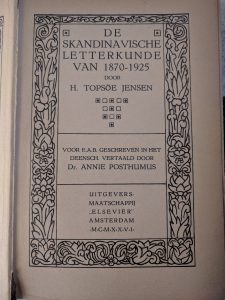 DE
SKANDINAVISCHE
LETTERKUNDE
VAN 1870-1925
DOOR
H. TOPSÖE JENSEN
VOOR E.A.B. GESCHREVEN IN HET
DEENSCH. VERTAALD DOOR
Dr. ANNIE POSTHUMUS
UITGEVERS-
MAATSCHAPPIJ
„ELSEVIER”
AMSTERDAM
·M·C·M·X·X·V·I·